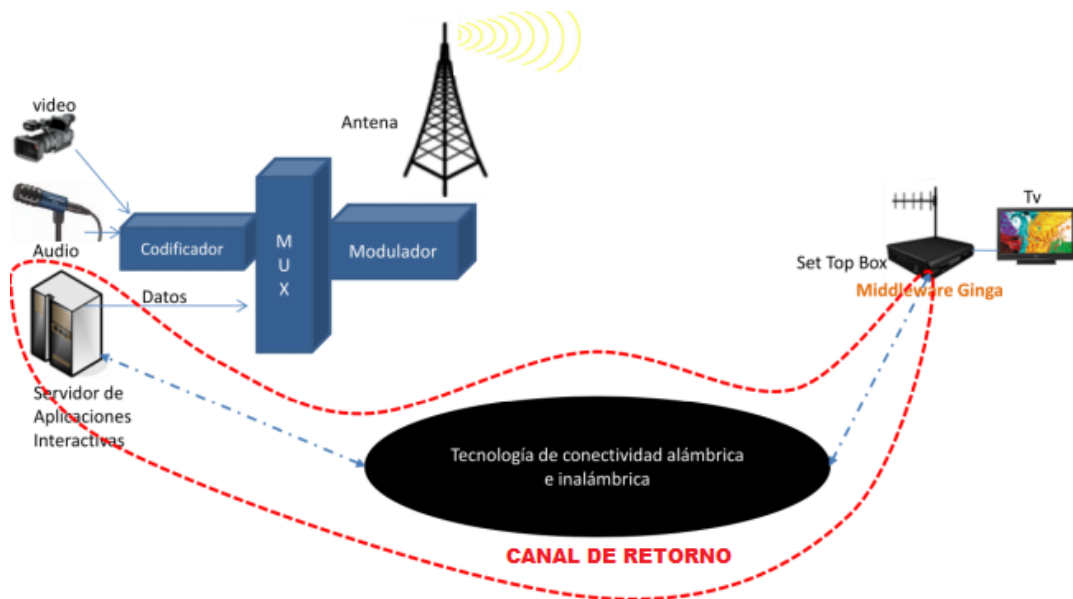 video
Antena
Audio
Codificador
M
U
X
Modulador
Datos
Servidor de
Aplicaciones
Interactivas
Tv
Set Top Box
Middleware Ginga
Tecnología de conectividad alámbrica
e inalámbrica
CANAL DE RETORNO